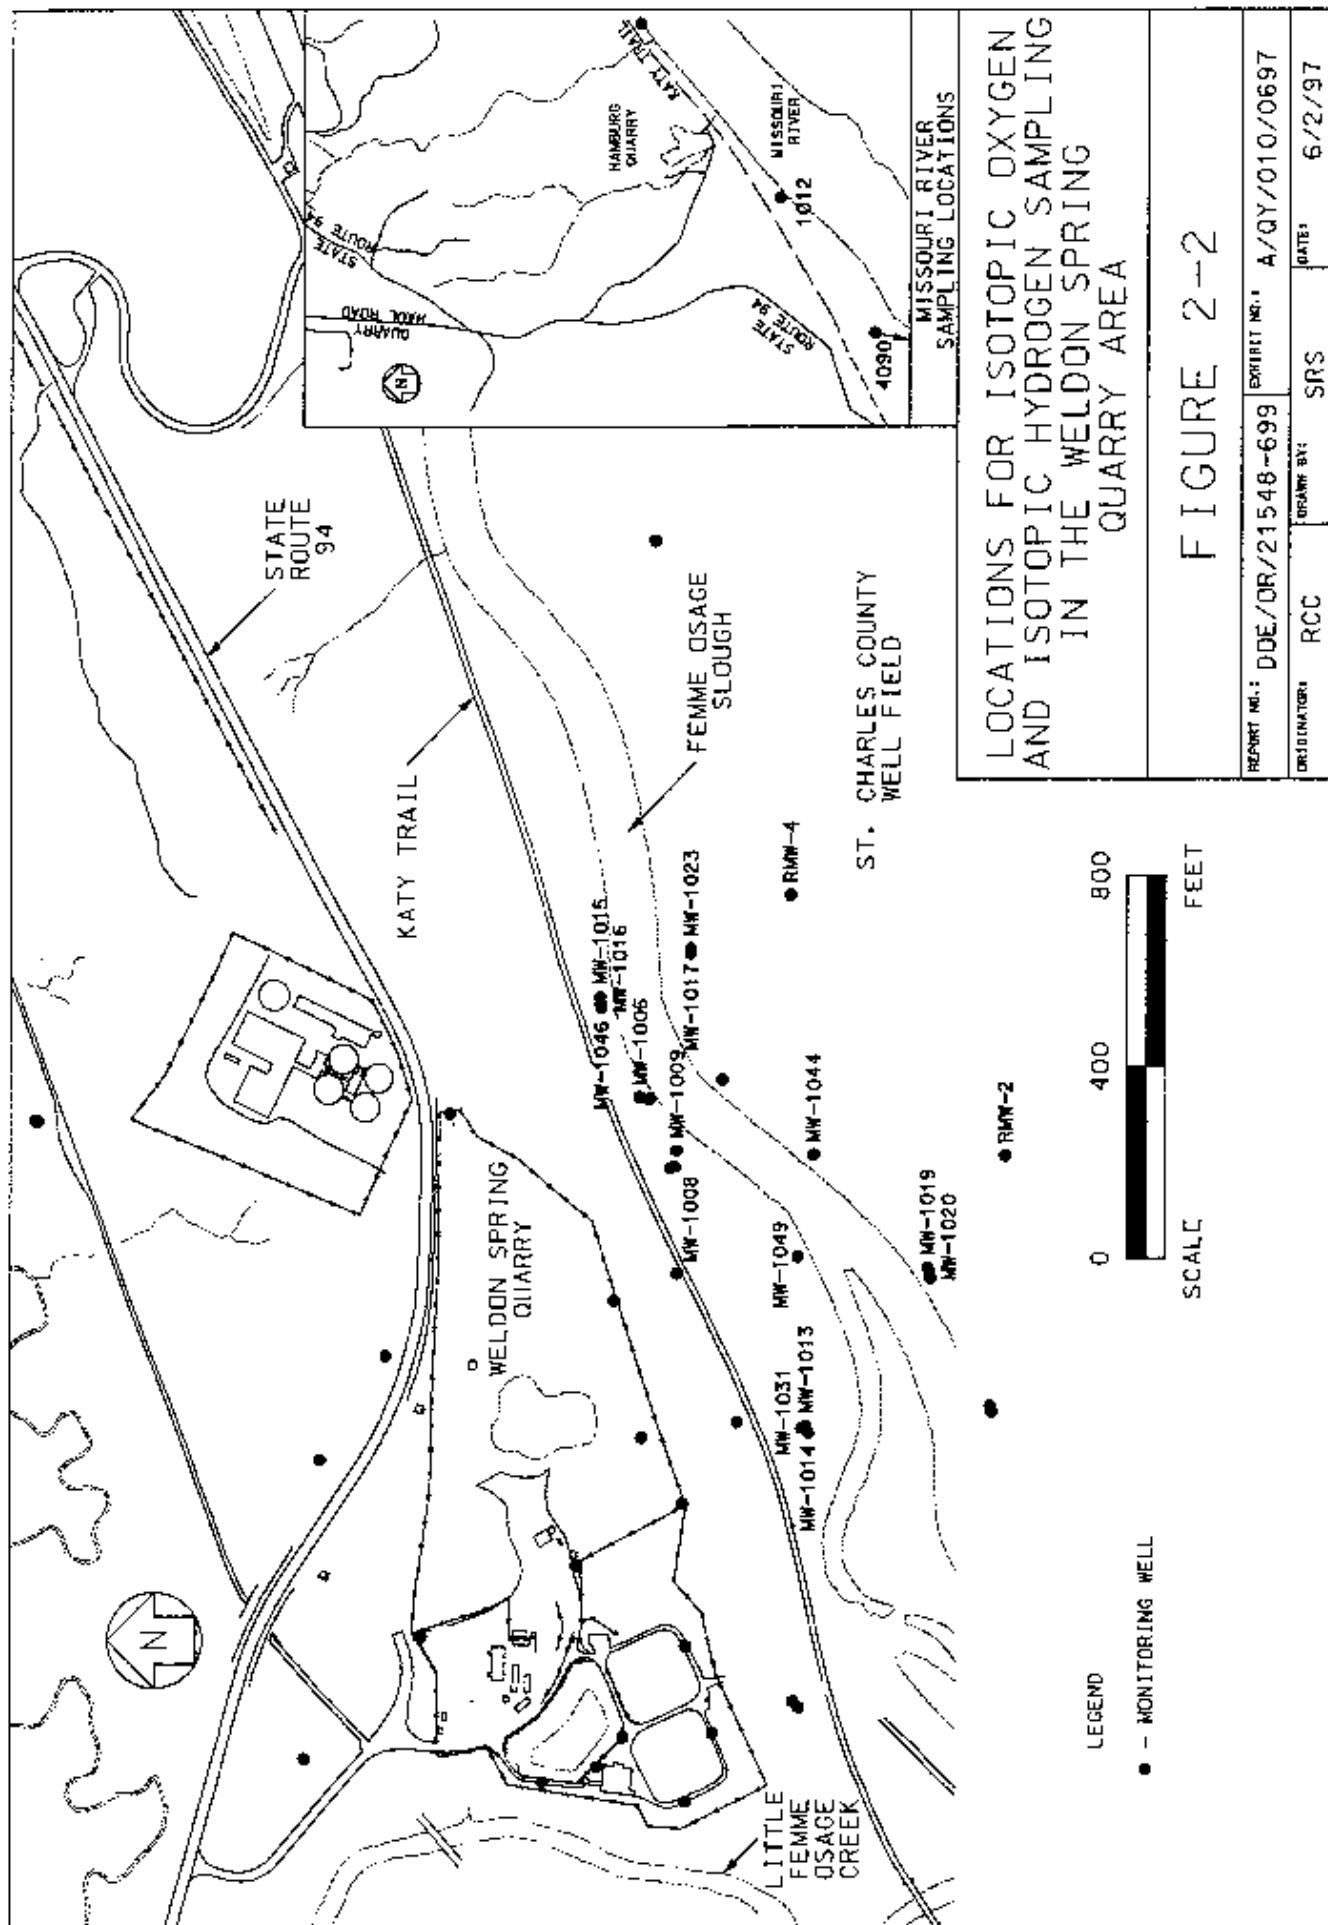 STATE
ROUTE
94
KATY TRAIL
FEMME OSAGE
SLOUGH
ST. CHARLES COUNTY
WELL FIELD
WELDON SPRING
QUARRY
LITTLE
FEMME
OSAGE
CREEK
N
MW-1046
MW-1015
MW-1016
MW-1006
MW-1009
MW-1008
MW-1017
MW-1023
RMW-4
MW-1044
MW-1049
RMW-2
MW-1019
MW-1020
MW-1031
MW-1014
MW-1013
LEGEND
- MONITORING WELL
0 400 800
SCALE FEET
N
QUARRY
HAUL ROAD
STATE
ROUTE 94
STATE
ROUTE 94
HAMBURG
QUARRY
KATY TRAIL
MISSOURI
RIVER
1012
4090
MISSOURI RIVER
SAMPLING LOCATIONS
LOCATIONS FOR ISOTOPIC OXYGEN
AND ISOTOPIC HYDROGEN SAMPLING
IN THE WELDON SPRING
QUARRY AREA
FIGURE 2-2
REPORT NO.: DOE/OR/21548-699 EXHIBIT NO.: A/QY/010/0697
ORIGINATOR: RCC DRAWN BY: SRS DATE: 6/2/97